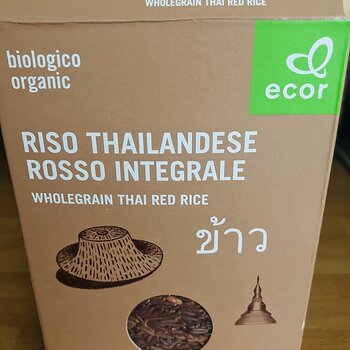 WHOLEGRAIN THAI RED RICE
biologico
organic
ecor
RISO THAILANDESE
ROSSO INTEGRALE
WHOLEGRAIN THAI RED RICE
ข้าว